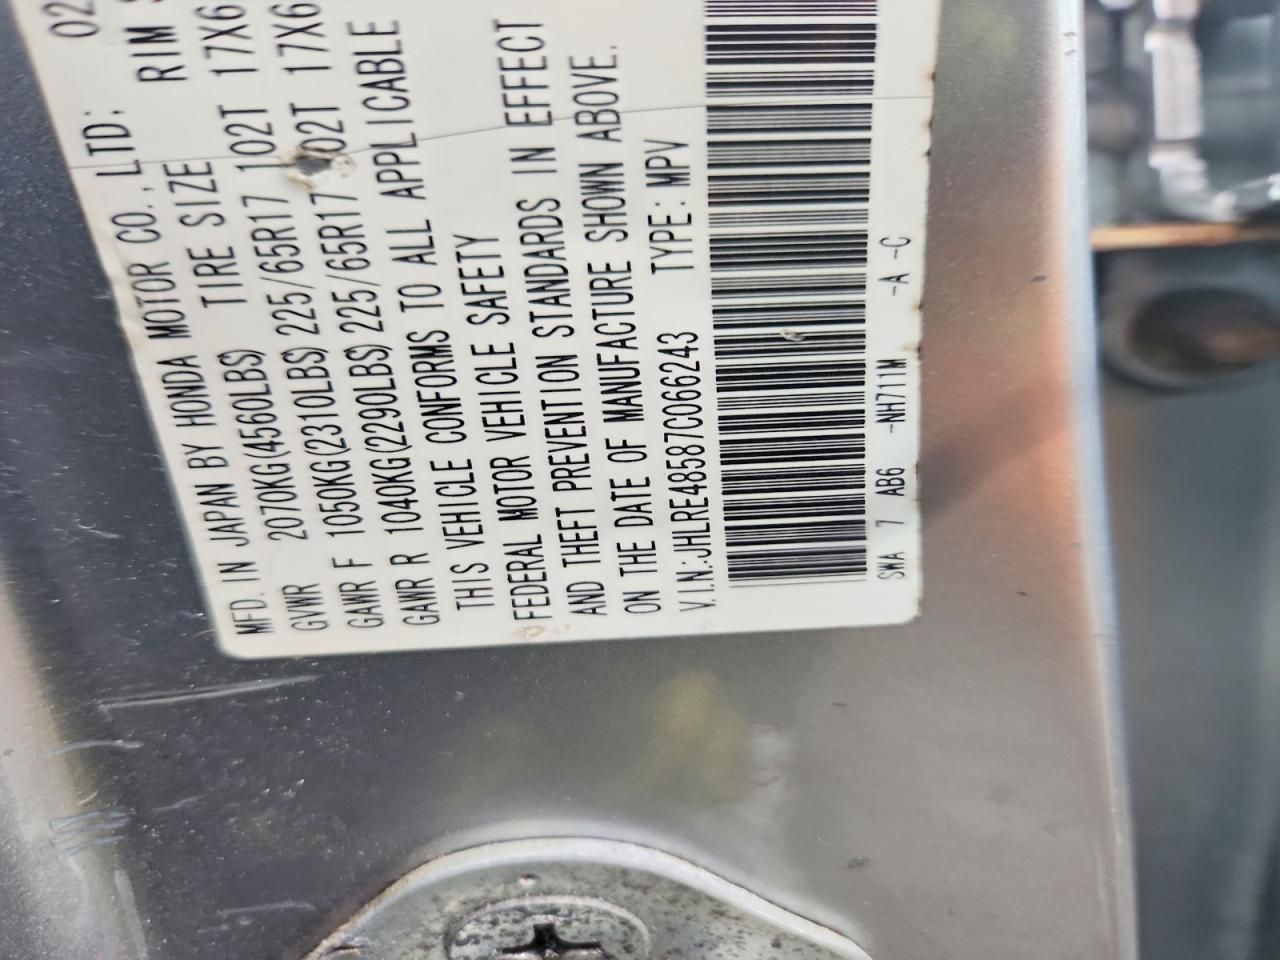 MFD. IN JAPAN BY HONDA MOTOR CO., LTD; 02
GVWR 2070KG(4560LBS) TIRE SIZE RIM
GAWR F 1050KG(2310LBS) 225/65R17 102T 17X6
GAWR R 1040KG(2290LBS) 225/65R17 102T 17X6
THIS VEHICLE CONFORMS TO ALL APPLICABLE
FEDERAL MOTOR VEHICLE SAFETY
AND THEFT PREVENTION STANDARDS IN EFFECT
ON THE DATE OF MANUFACTURE SHOWN ABOVE.
V.I.N.:JHLRE48587C066243 TYPE: MPV
SWA 7 AB6 -NH711M -A -C